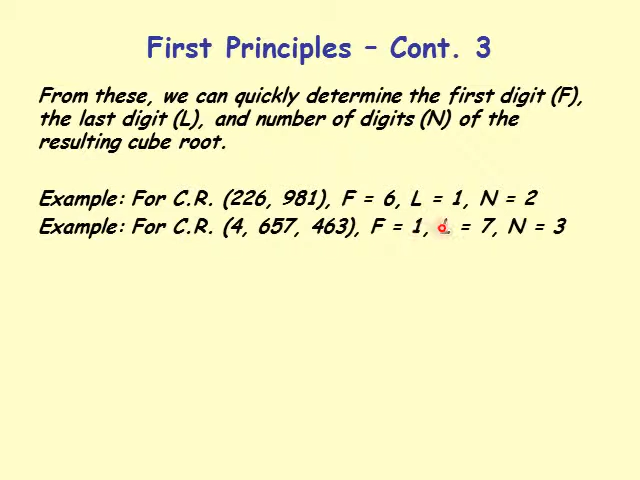 First Principles – Cont. 3
From these, we can quickly determine the first digit (F),
the last digit (L), and number of digits (N) of the
resulting cube root.
Example: For C.R. (226, 981), F = 6, L = 1, N = 2
Example: For C.R. (4, 657, 463), F = 1, L = 7, N = 3